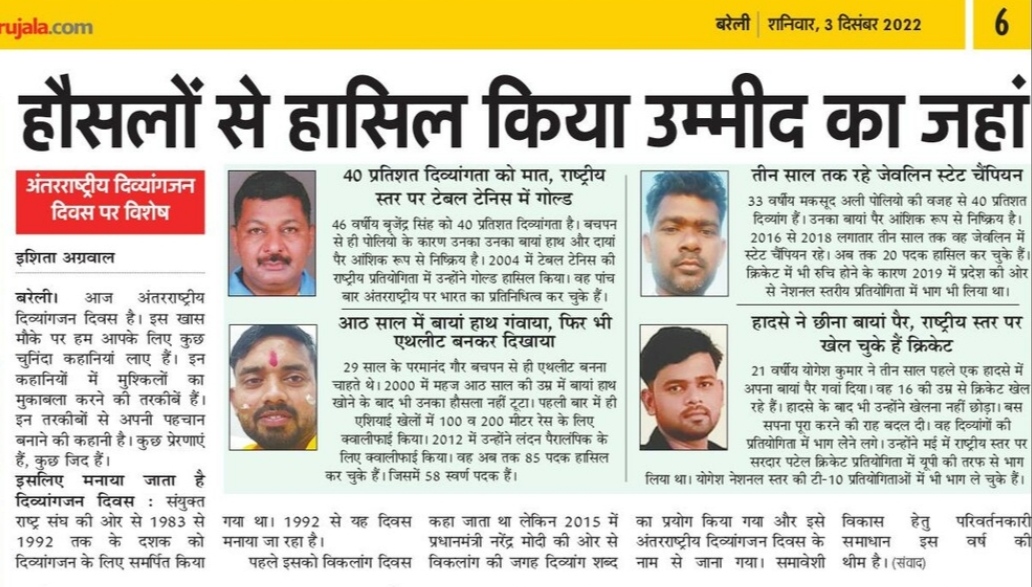 rujala.com
बरेली | शनिवार, 3 दिसंबर 2022
6
हौसलों से हासिल किया उम्मीद का जहां
अंतरराष्ट्रीय दिव्यांगजन
दिवस पर विशेष
इशिता अग्रवाल
बरेली। आज अंतरराष्ट्रीय
दिव्यांगजन दिवस है। इस खास
मौके पर हम आपके लिए कुछ
चुनिंदा कहानियां लाए हैं। इन
कहानियों में मुश्किलों का
मुकाबला करने की तरकीबें हैं।
इन तरकीबों से अपनी पहचान
बनाने की कहानी है। कुछ प्रेरणाएं
हैं, कुछ जिद हैं।
इसलिए मनाया जाता है
दिव्यांगजन दिवस : संयुक्त
राष्ट्र संघ की ओर से 1983 से
1992 तक के दशक को
दिव्यांगजन के लिए समर्पित किया
40 प्रतिशत दिव्यांगता को मात, राष्ट्रीय
स्तर पर टेबल टेनिस में गोल्ड
46 वर्षीय बृजेंद्र सिंह को 40 प्रतिशत दिव्यांगता है। बचपन
से ही पोलियो के कारण उनका उनका बायां हाथ और दायां
पैर आंशिक रूप से निष्क्रिय है। 2004 में टेबल टेनिस की
राष्ट्रीय प्रतियोगिता में उन्होंने गोल्ड हासिल किया। वह पांच
बार अंतरराष्ट्रीय पर भारत का प्रतिनिधित्व कर चुके हैं।
आठ साल में बायां हाथ गंवाया, फिर भी
एथलीट बनकर दिखाया
29 साल के परमानंद गौर बचपन से ही एथलीट बनना
चाहते थे। 2000 में महज आठ साल की उम्र में बायां हाथ
खोने के बाद भी उनका हौसला नहीं टूटा। पहली बार में ही
एशियाई खेलों में 100 व 200 मीटर रेस के लिए
क्वालीफाई किया। 2012 में उन्होंने लंदन पैरालंपिक के
लिए क्वालीफाई किया। वह अब तक 85 पदक हासिल
कर चुके हैं। जिसमें 58 स्वर्ण पदक हैं।
तीन साल तक रहे जेवलिन स्टेट चैंपियन
33 वर्षीय मकसूद अली पोलियो की वजह से 40 प्रतिशत
दिव्यांग हैं। उनका बायां पैर आंशिक रूप से निष्क्रिय है।
2016 से 2018 लगातार तीन साल तक वह जेवलिन में
स्टेट चैंपियन रहे। अब तक 20 पदक हासिल कर चुके हैं।
क्रिकेट में भी रुचि होने के कारण 2019 में प्रदेश की ओर
से नेशनल स्तरीय प्रतियोगिता में भाग भी लिया था।
हादसे ने छीना बायां पैर, राष्ट्रीय स्तर पर
खेल चुके हैं क्रिकेट
21 वर्षीय योगेश कुमार ने तीन साल पहले एक हादसे में
अपना बायां पैर गवां दिया। वह 16 की उम्र से क्रिकेट खेल
रहे हैं। हादसे के बाद भी उन्होंने खेलना नहीं छोड़ा। बस
सपना पूरा करने की राह बदल दी। वह दिव्यांगों की
प्रतियोगिता में भाग लेने लगे। उन्होंने मई में राष्ट्रीय स्तर पर
सरदार पटेल क्रिकेट प्रतियोगिता में यूपी की तरफ से भाग
लिया था। योगेश नेशनल स्तर की टी-10 प्रतियोगिताओं में भी भाग ले चुके हैं।
गया था। 1992 से यह दिवस
मनाया जा रहा है।
पहले इसको विकलांग दिवस
कहा जाता था लेकिन 2015 में
प्रधानमंत्री नरेंद्र मोदी की ओर से
विकलांग की जगह दिव्यांग शब्द
का प्रयोग किया गया और इसे
अंतरराष्ट्रीय दिव्यांगजन दिवस के
नाम से जाना गया। समावेशी
विकास हेतु परिवर्तनकारी
समाधान इस वर्ष की
थीम है। (संवाद)